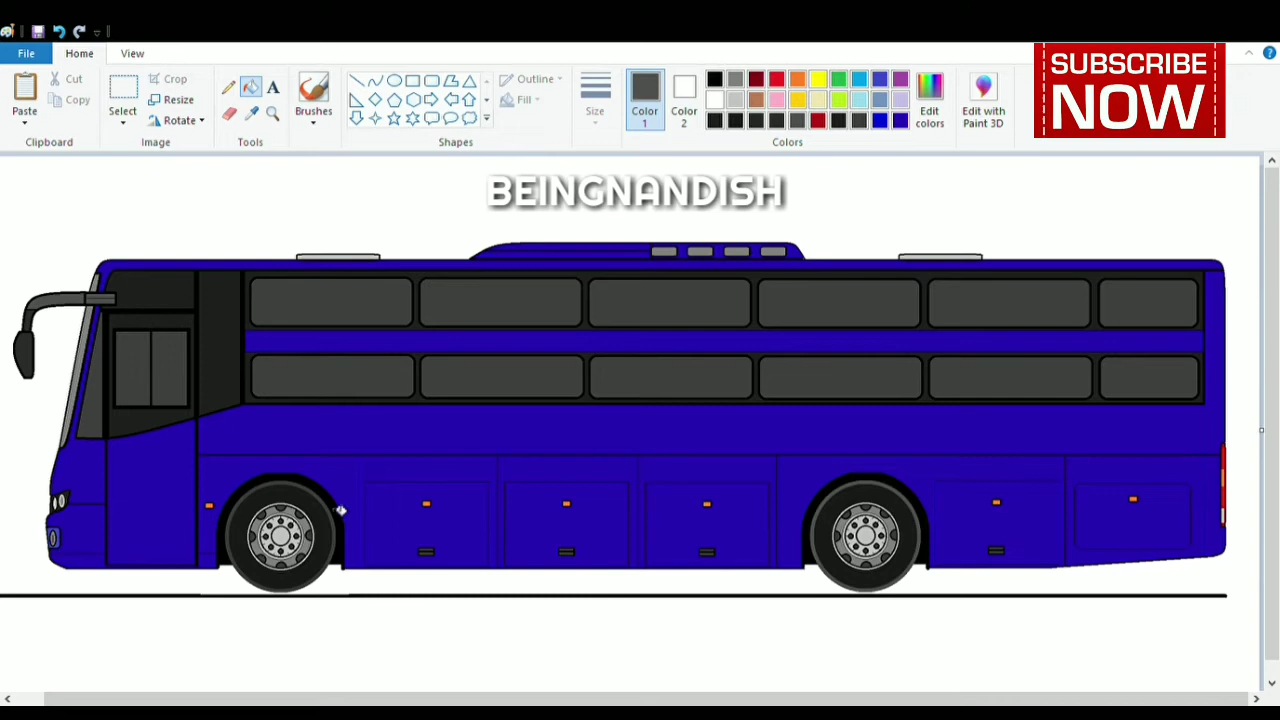 File
Home
View
SUBSCRIBE
NOW
Paste
Cut
Copy
Clipboard
Select
Crop
Resize
Rotate
Image
A
Tools
Brushes
Outline
Fill
Shapes
Size
Color
1
Color
2
Edit
colors
Edit with
Paint 3D
Colors
BEINGNANDISH